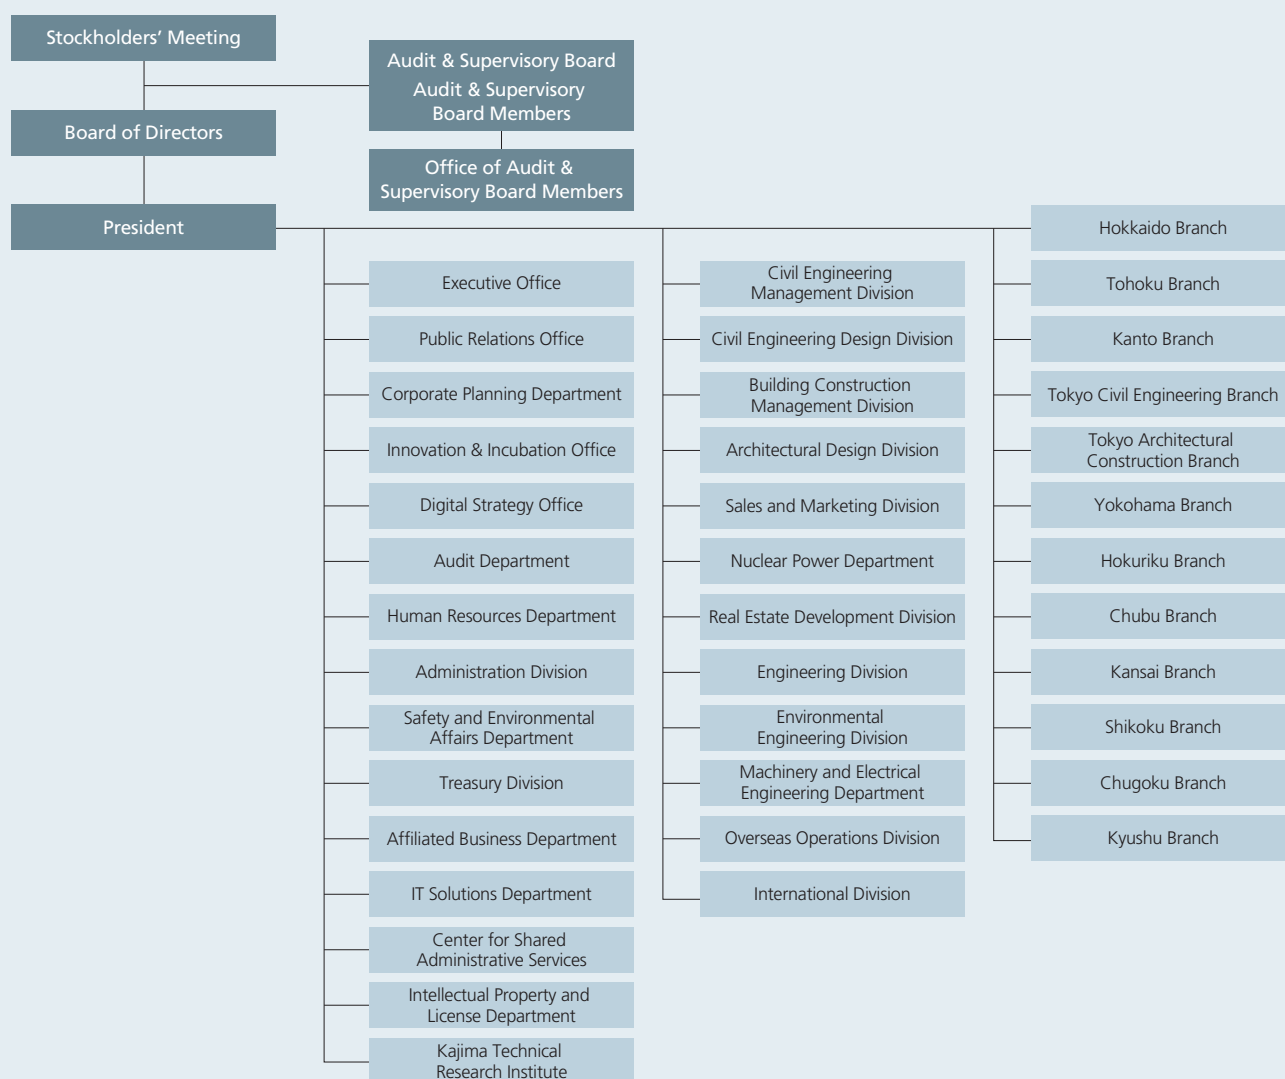 Stockholders’ Meeting
Audit & Supervisory Board
Audit & Supervisory
Board Members
Board of Directors
Office of Audit &
Supervisory Board Members
President
Executive Office
Public Relations Office
Corporate Planning Department
Innovation & Incubation Office
Digital Strategy Office
Audit Department
Human Resources Department
Administration Division
Safety and Environmental
Affairs Department
Treasury Division
Affiliated Business Department
IT Solutions Department
Center for Shared
Administrative Services
Intellectual Property and
License Department
Kajima Technical
Research Institute
Civil Engineering
Management Division
Civil Engineering Design Division
Building Construction
Management Division
Architectural Design Division
Sales and Marketing Division
Nuclear Power Department
Real Estate Development Division
Engineering Division
Environmental
Engineering Division
Machinery and Electrical
Engineering Department
Overseas Operations Division
International Division
Hokkaido Branch
Tohoku Branch
Kanto Branch
Tokyo Civil Engineering Branch
Tokyo Architectural
Construction Branch
Yokohama Branch
Hokuriku Branch
Chubu Branch
Kansai Branch
Shikoku Branch
Chugoku Branch
Kyushu Branch